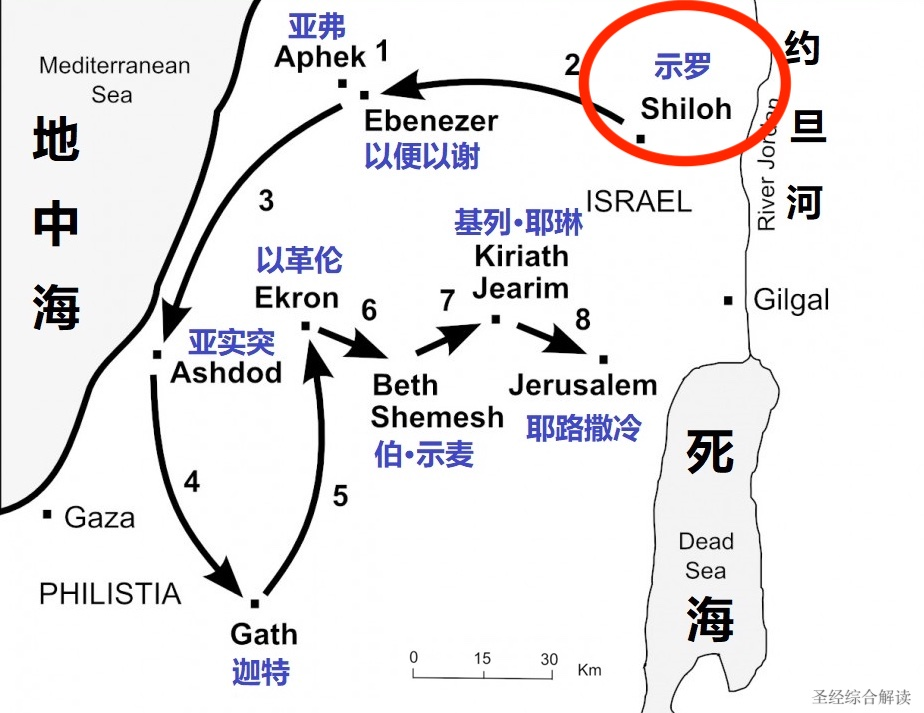 亚弗
Aphek 1
2
示罗
Shiloh
约旦河
River Jordan
Mediterranean
Sea
地中海
Ebenezer
以便以谢
ISRAEL
3
基列·耶琳
Kiriath
Jearim
以革伦
Ekron
6
7
8
Gilgal
亚实突
Ashdod
Beth
Shemesh
伯·示麦
Jerusalem
耶路撒冷
4
5
Gaza
PHILISTIA
死海
Dead
Sea
Gath
迦特
0 15 30 Km
圣经综合解读